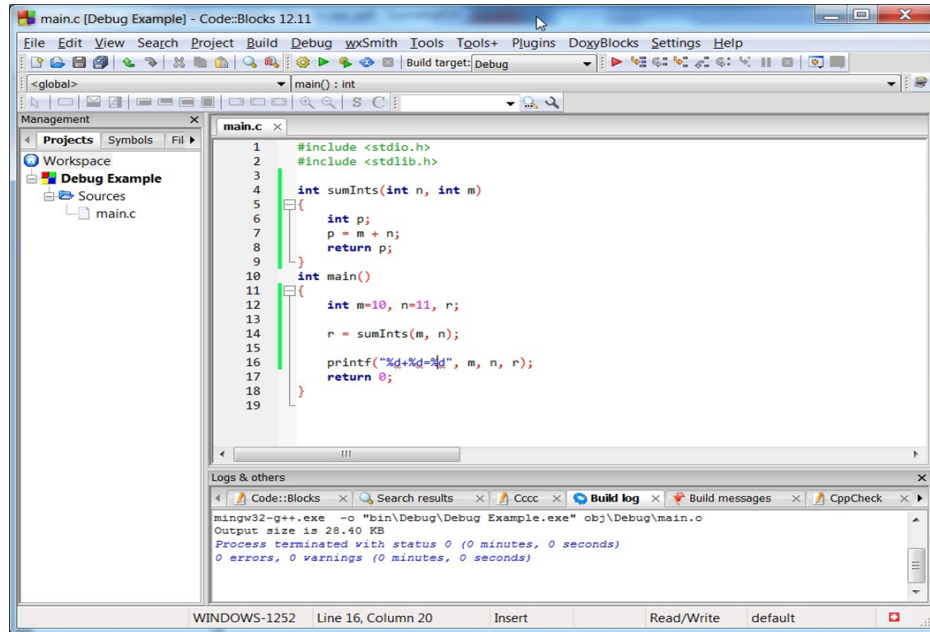 main.c [Debug Example] - Code::Blocks 12.11
File Edit View Search Project Build Debug wxSmith Tools Tools+ Plugins DoxyBlocks Settings Help
Build target: Debug
<global> main() : int
S C
Management
Projects Symbols Fil
Workspace
Debug Example
Sources
main.c
main.c
1 #include <stdio.h>
2 #include <stdlib.h>
3
4 int sumInts(int n, int m)
5 {
6 int p;
7 p = m + n;
8 return p;
9 }
10 int main()
11 {
12 int m=10, n=11, r;
13
14 r = sumInts(m, n);
15
16 printf("%d+%d=%d", m, n, r);
17 return 0;
18 }
19
Logs & others
Code::Blocks Search results Cccc Build log Build messages CppCheck
mingw32-g++.exe -o "bin\Debug\Debug Example.exe" obj\Debug\main.o
Output size is 28.40 KB
Process terminated with status 0 (0 minutes, 0 seconds)
0 errors, 0 warnings (0 minutes, 0 seconds)
WINDOWS-1252 Line 16, Column 20 Insert Read/Write default